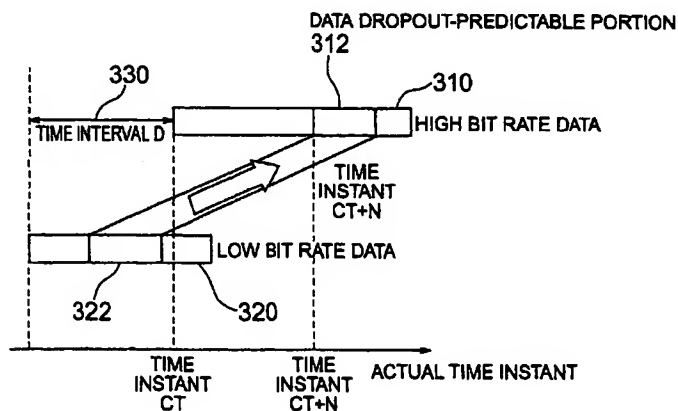 DATA DROPOUT-PREDICTABLE PORTION
312
310
330
TIME INTERVAL D
HIGH BIT RATE DATA
TIME
INSTANT
CT+N
LOW BIT RATE DATA
322
320
TIME
INSTANT
CT
TIME
INSTANT
CT+N
ACTUAL TIME INSTANT